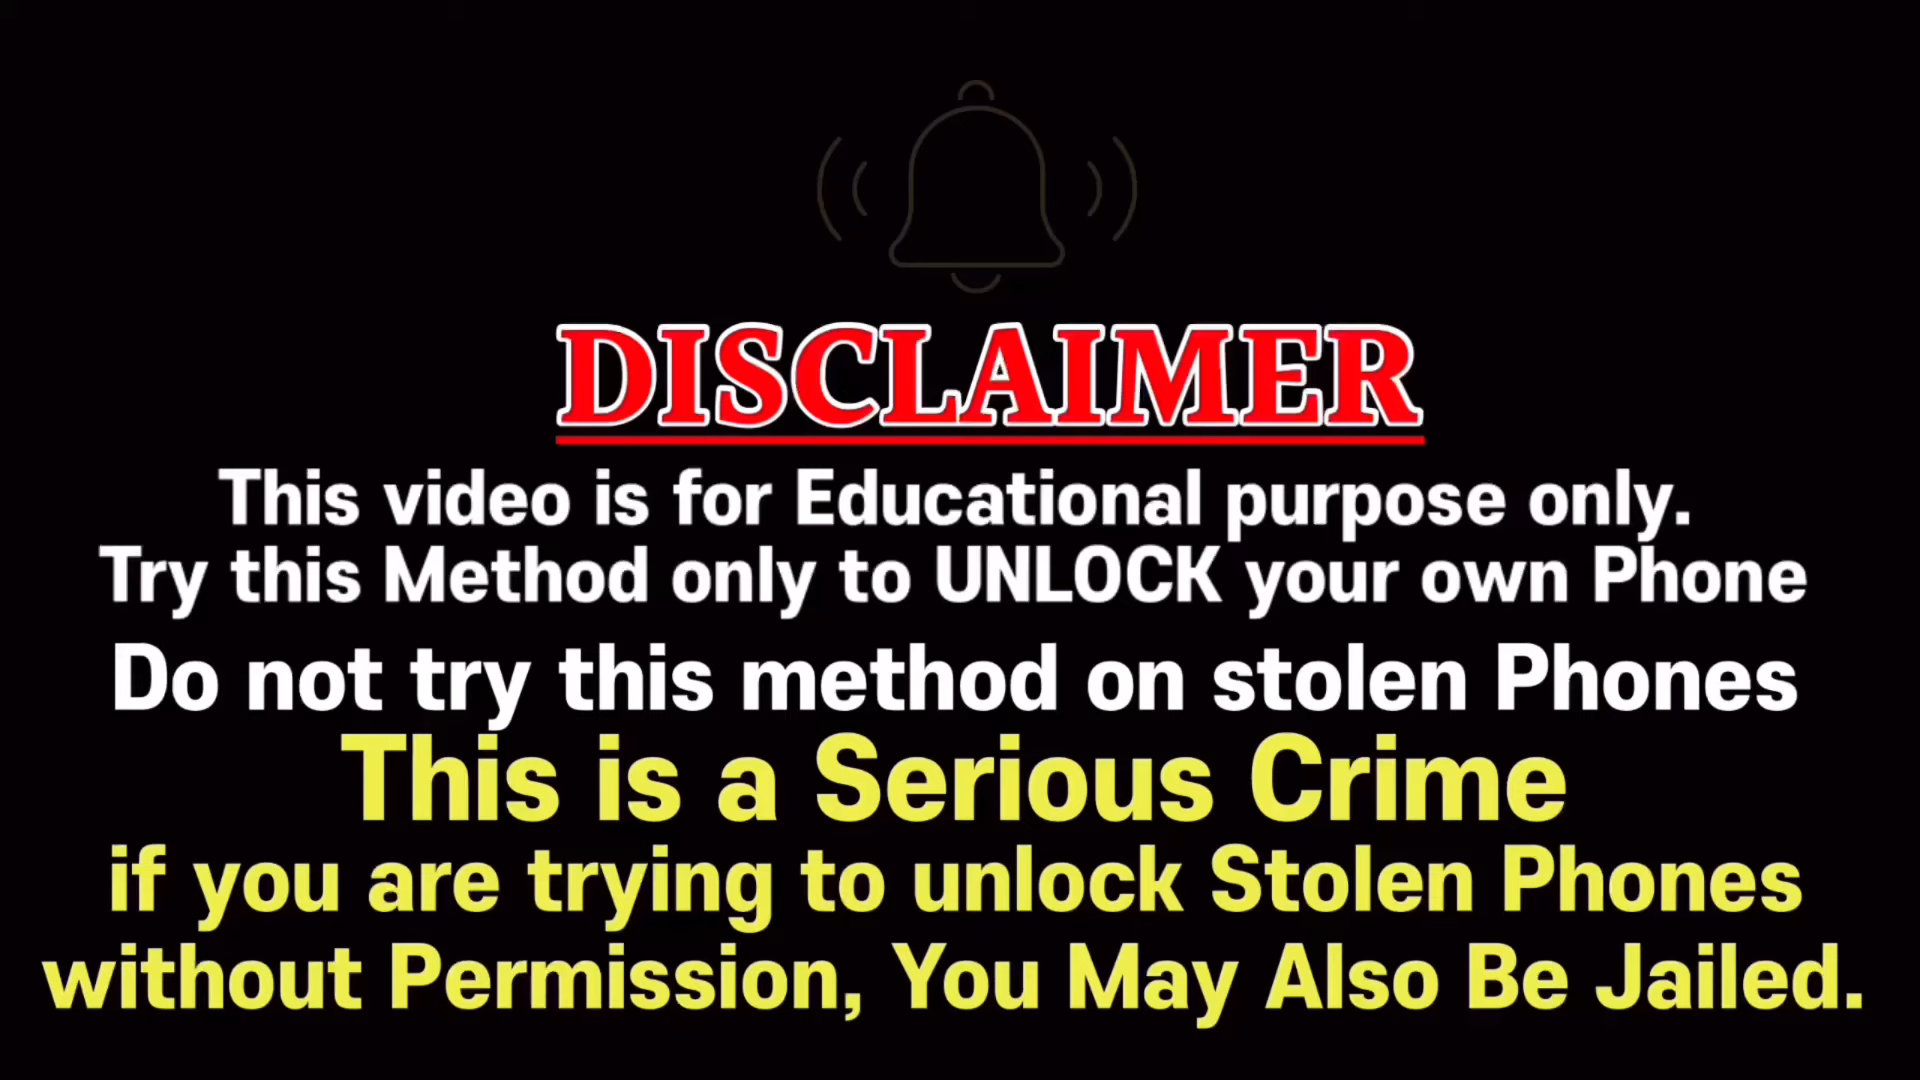 DISCLAIMER
This video is for Educational purpose only.
Try this Method only to UNLOCK your own Phone
Do not try this method on stolen Phones
This is a Serious Crime
if you are trying to unlock Stolen Phones
without Permission, You May Also Be Jailed.